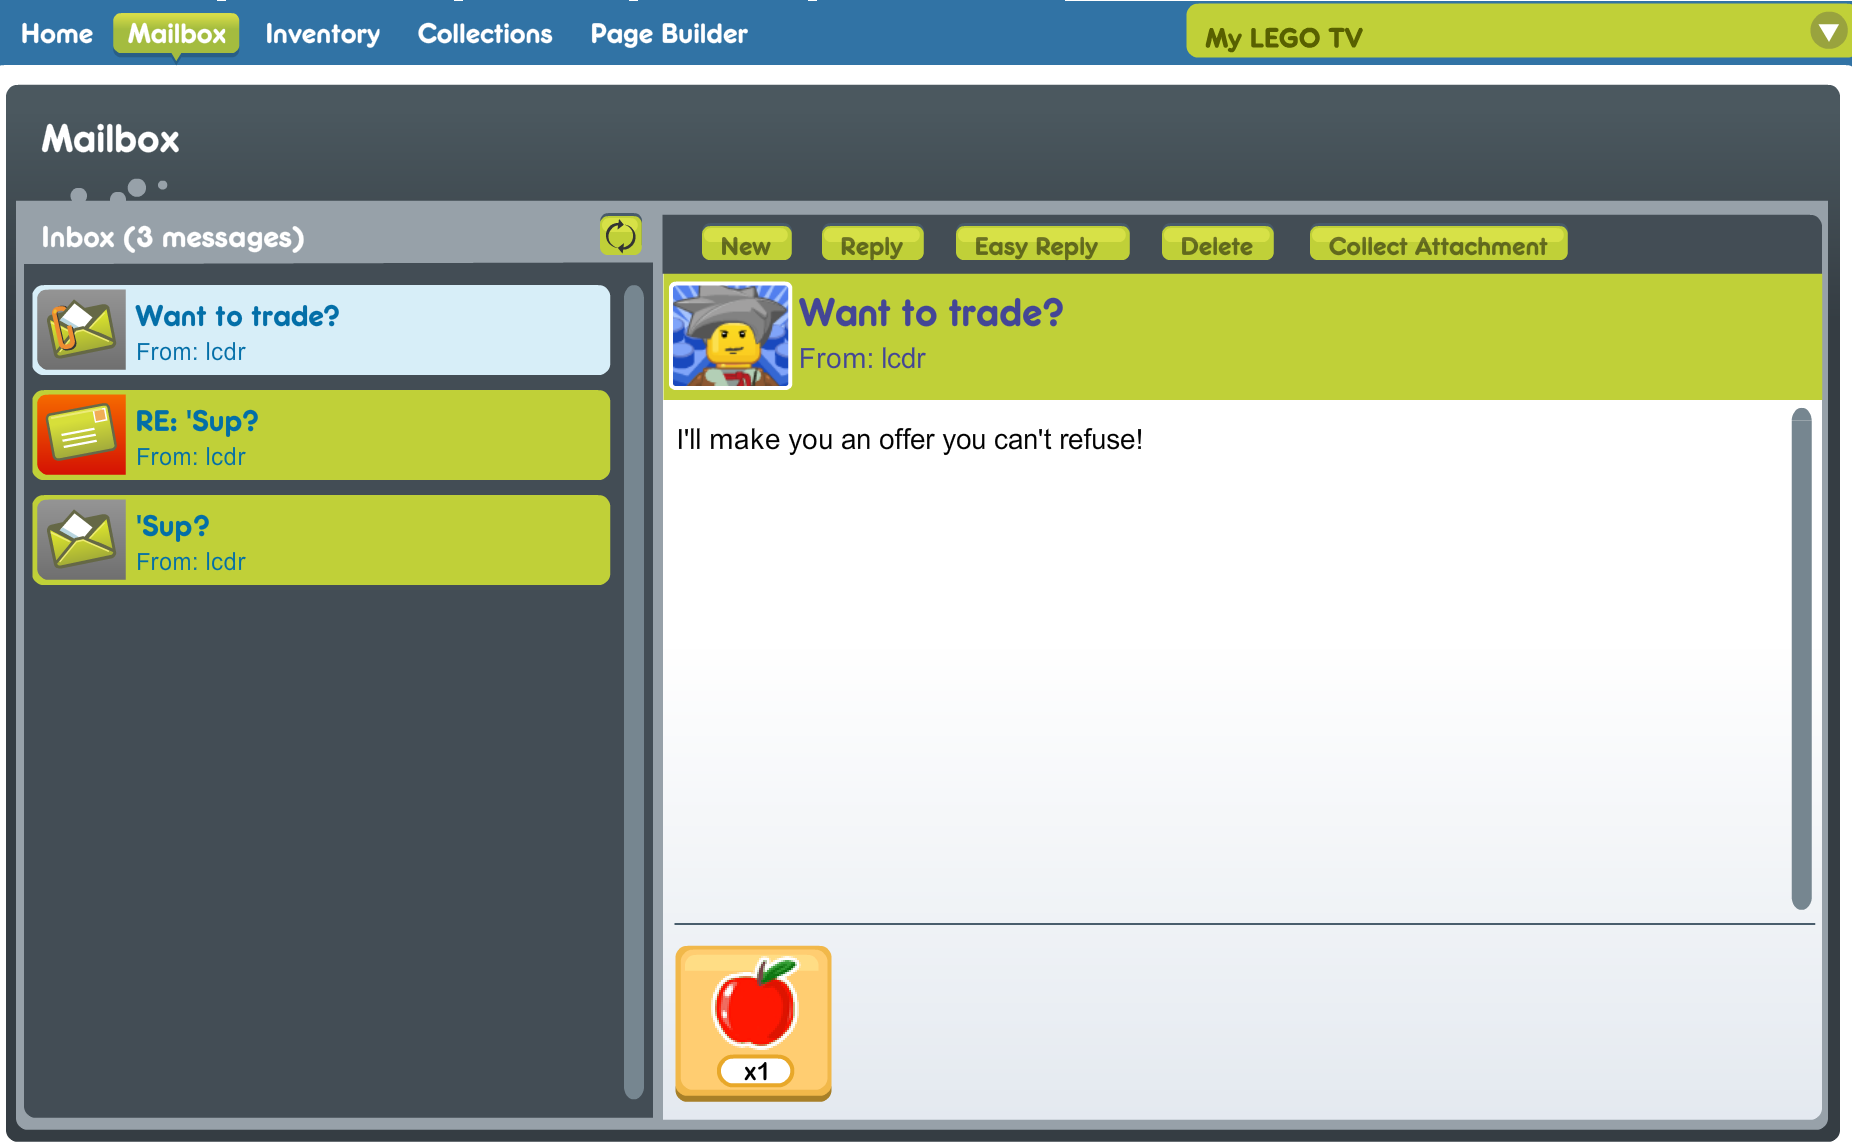 Home Mailbox Inventory Collections Page Builder My LEGO TV
Mailbox
Inbox (3 messages)
New Reply Easy Reply Delete Collect Attachment
Want to trade?
From: lcdr
RE: 'Sup?
From: lcdr
'Sup?
From: lcdr
Want to trade?
From: lcdr
I'll make you an offer you can't refuse!
x1